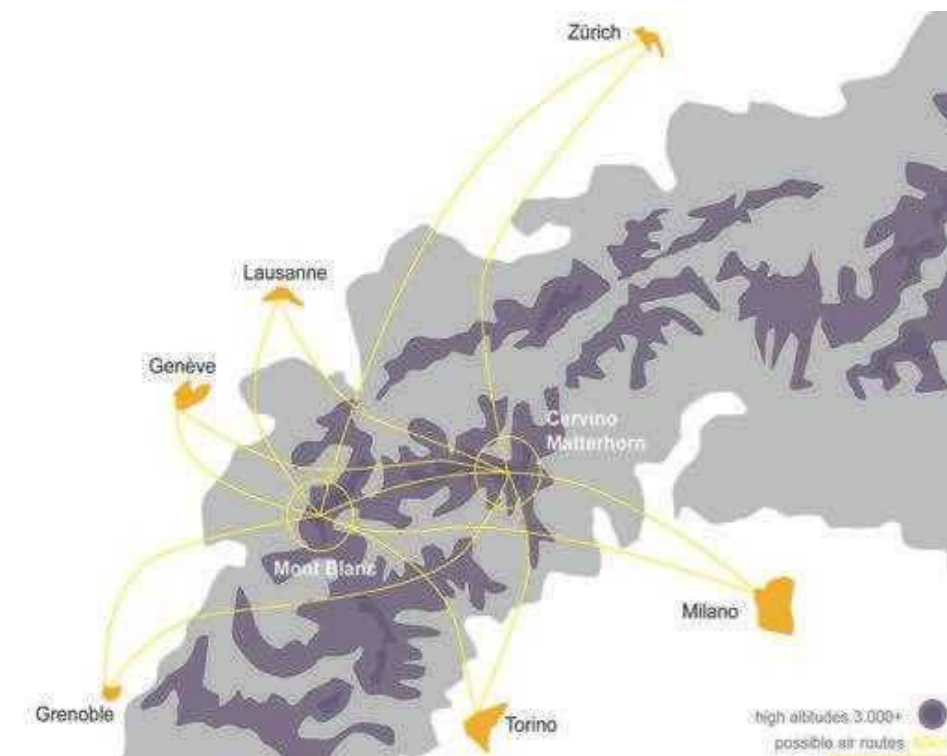 Zürich
Lausanne
Genève
Cervino
Matterhorn
Mont Blanc
Milano
Grenoble
Torino
high altitudes 3.000+
possible air routes